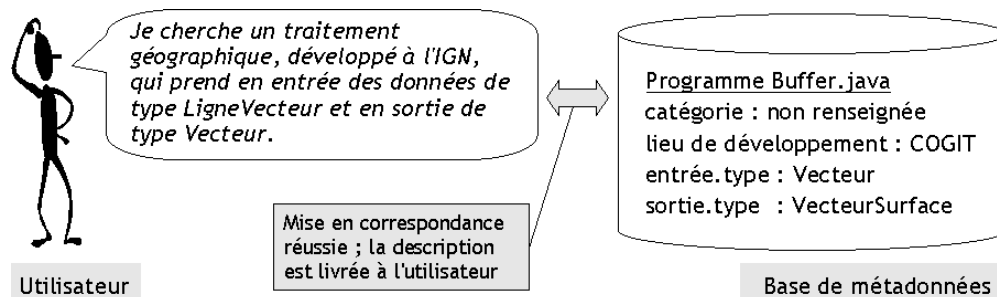 Je cherche un traitement
géographique, développé à l'IGN,
qui prend en entrée des données de
type LigneVecteur et en sortie de
type Vecteur.
Programme Buffer.java
catégorie : non renseignée
lieu de développement : COGIT
entrée.type : Vecteur
sortie.type : VecteurSurface
Mise en correspondance
réussie ; la description
est livrée à l'utilisateur
Utilisateur
Base de métadonnées